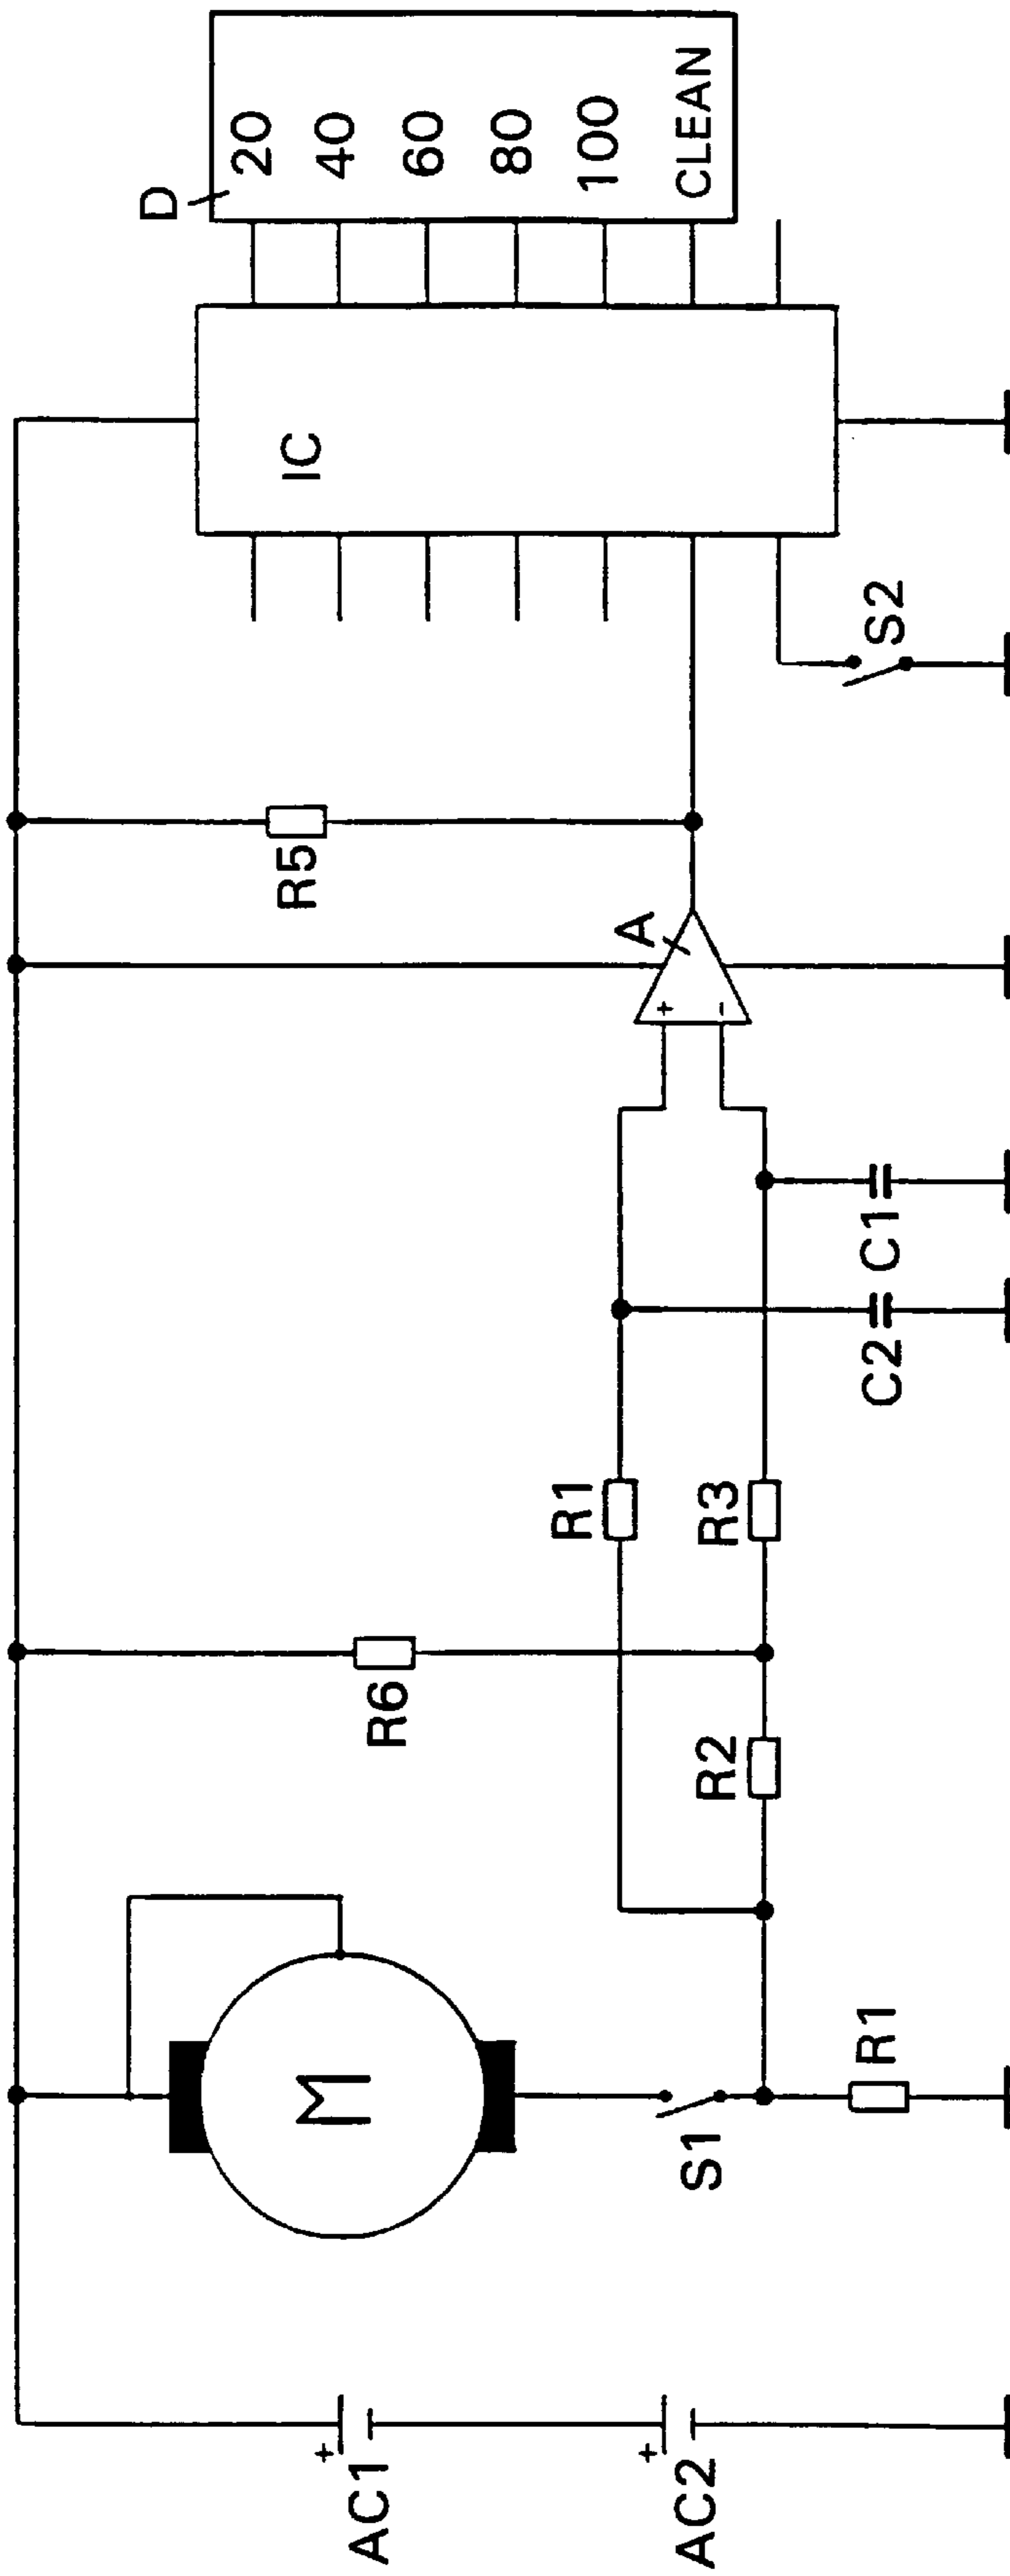 D
20
40
60
80
100
CLEAN
IC
S2
R5
A
+
-
C1
C2
R1
R3
R6
R2
M
S1
R1
+
AC1
+
AC2